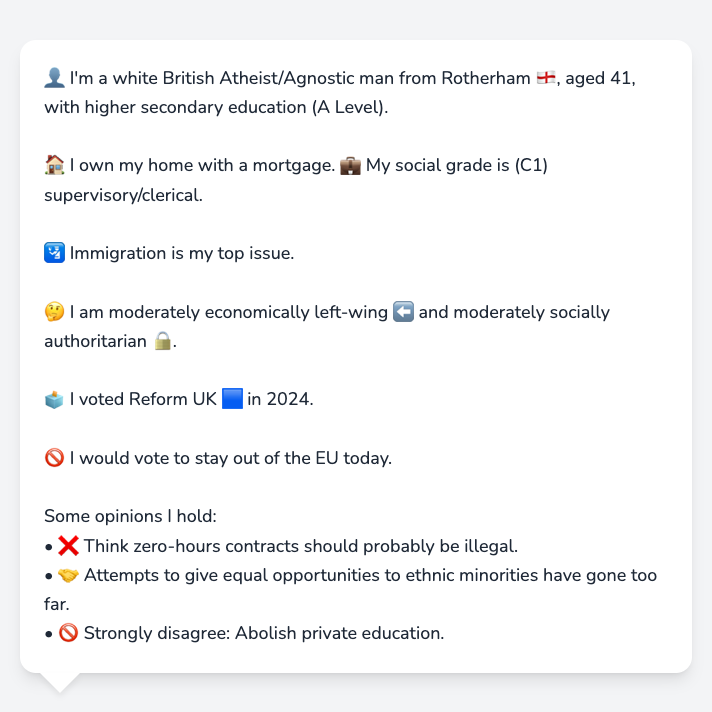 👤 I'm a white British Atheist/Agnostic man from Rotherham 🏴󠁧󠁢󠁥󠁮󠁧󠁿, aged 41,
with higher secondary education (A Level).
🏠 I own my home with a mortgage. 💼 My social grade is (C1)
supervisory/clerical.
🛂 Immigration is my top issue.
🤔 I am moderately economically left-wing ⬅️ and moderately socially
authoritarian 🔒.
🗳️ I voted Reform UK 🟦 in 2024.
🚫 I would vote to stay out of the EU today.
Some opinions I hold:
• ❌ Think zero-hours contracts should probably be illegal.
• 🤝 Attempts to give equal opportunities to ethnic minorities have gone too
far.
• 🚫 Strongly disagree: Abolish private education.